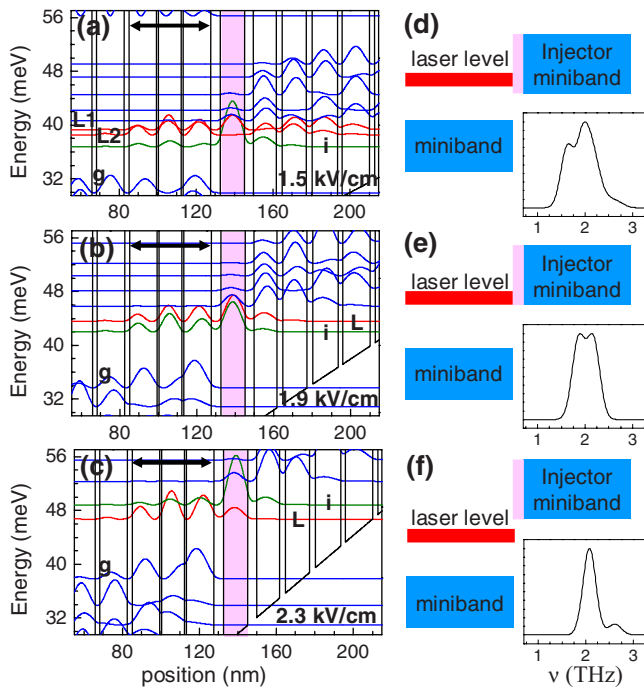 (a)
Energy (meV)
56
48
40
32
L1
L2
g
i
1.5 kV/cm
80 120 160 200
(b)
Energy (meV)
56
48
40
32
g
i
L
1.9 kV/cm
80 120 160 200
(c)
Energy (meV)
56
48
40
32
g
L
i
2.3 kV/cm
80 120 160 200
position (nm)
(d)
laser level
Injector
miniband
miniband
1 2 3
(e)
laser level
Injector
miniband
miniband
1 2 3
(f)
laser level
Injector
miniband
miniband
1 2 3
ν (THz)